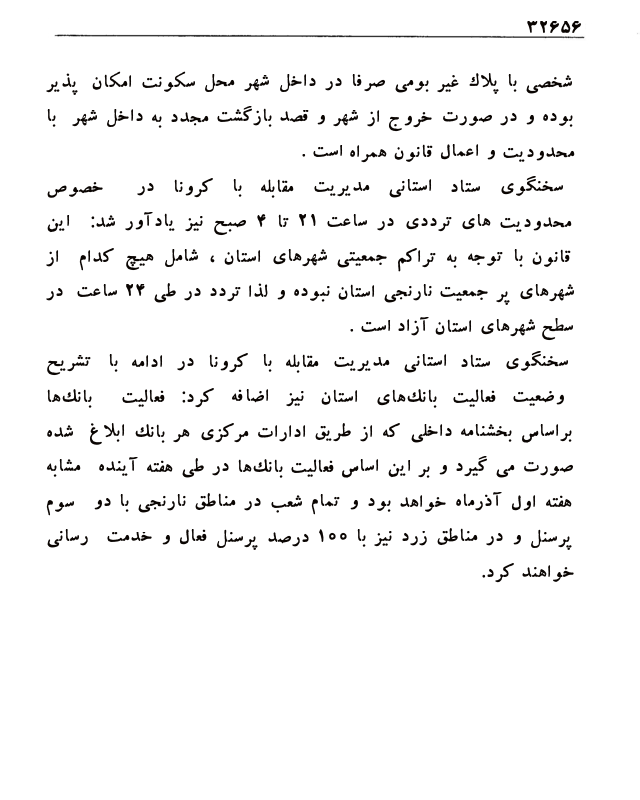 ۳۲۶۵۶
شخصی با پلاك غیر بومی صرفا در داخل شهر محل سکونت امکان پذیر
بوده و در صورت خروج از شهر و قصد بازگشت مجدد به داخل شهر با
محدودیت و اعمال قانون همراه است .
سخنگوی ستاد استانی مدیریت مقابله با کرونا در خصوص
محدودیت های ترددی در ساعت ۲۱ تا ۴ صبح نیز یادآور شد: این
قانون با توجه به تراکم جمعیتی شهرهای استان ، شامل هیچ کدام از
شهرهای پر جمعیت نارنجی استان نبوده و لذا تردد در طی ۲۴ ساعت در
سطح شهرهای استان آزاد است .
سخنگوی ستاد استانی مدیریت مقابله با کرونا در ادامه با تشریح
وضعیت فعالیت بانك‌های استان نیز اضافه کرد: فعالیت بانك‌ها
براساس بخشنامه داخلی که از طریق ادارات مرکزی هر بانك ابلاغ شده
صورت می گیرد و بر این اساس فعالیت بانك‌ها در طی هفته آینده مشابه
هفته اول آذرماه خواهد بود و تمام شعب در مناطق نارنجی با دو سوم
پرسنل و در مناطق زرد نیز با ۱۰۰ درصد پرسنل فعال و خدمت رسانی
خواهند کرد.